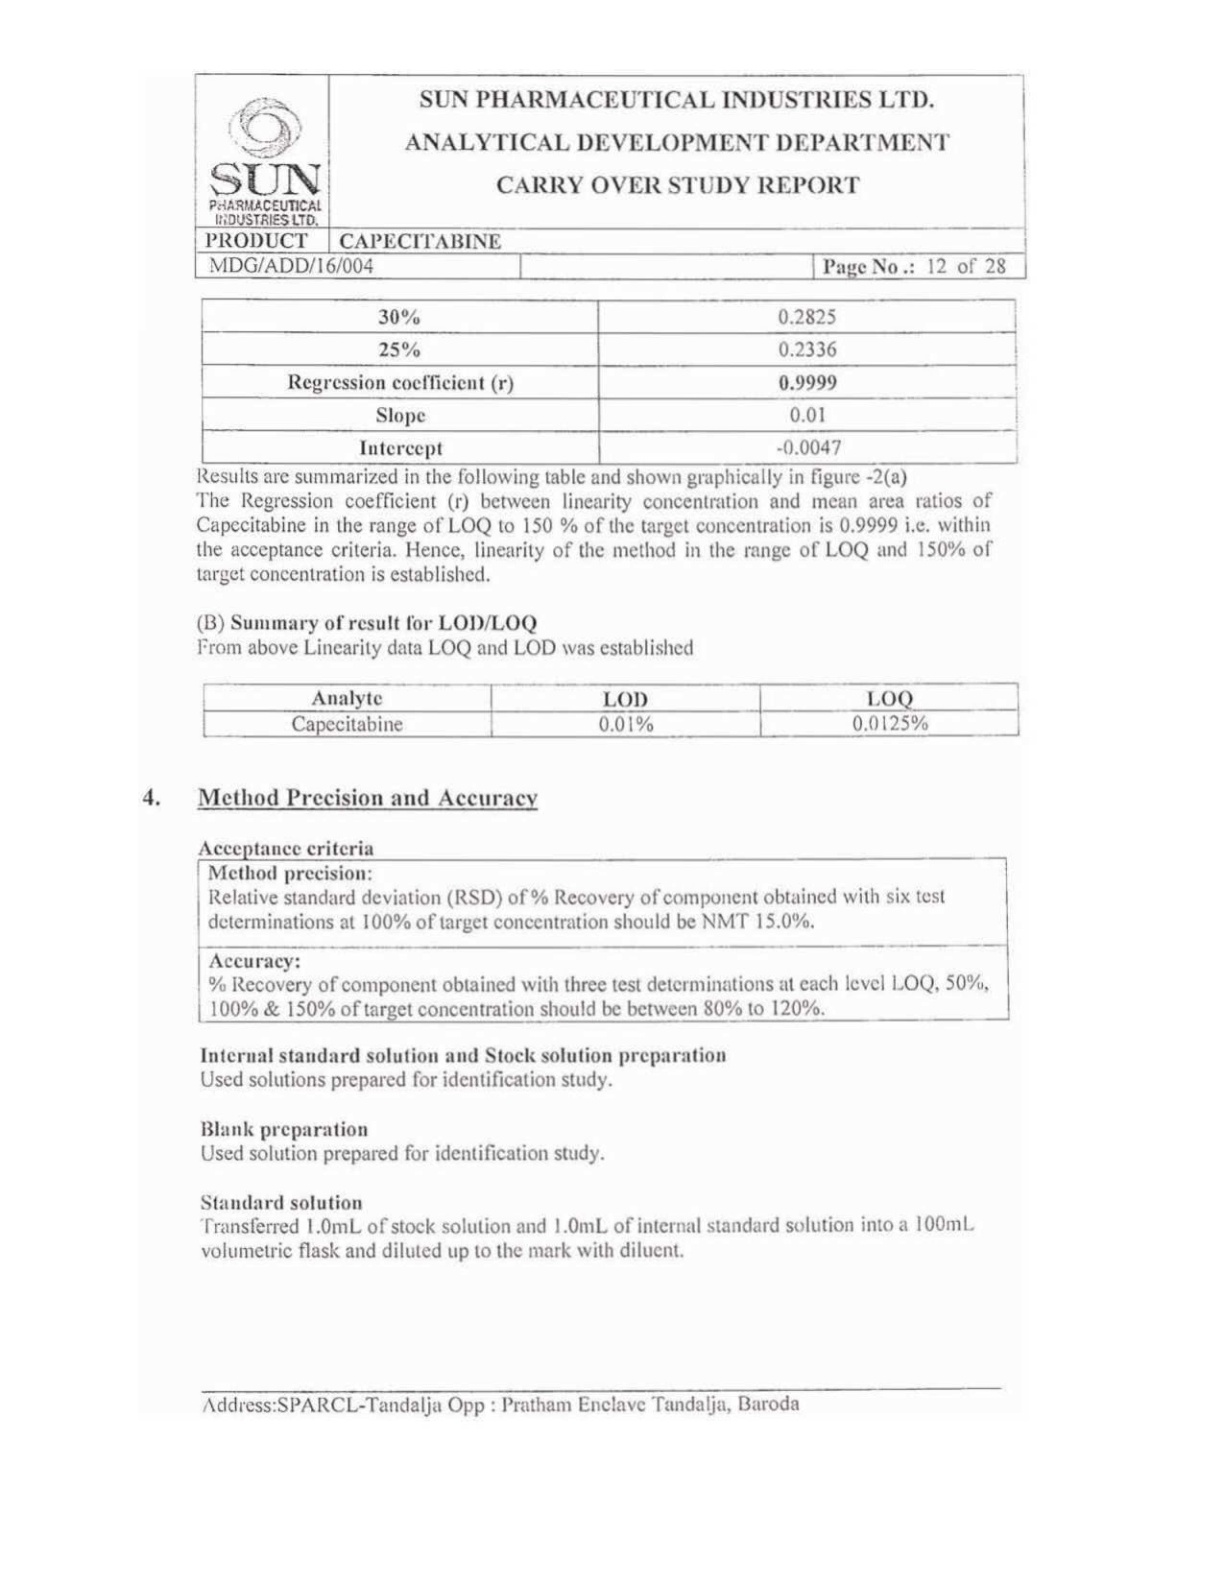 SUN PHARMACEUTICAL INDUSTRIES LTD.
ANALYTICAL DEVELOPMENT DEPARTMENT
CARRY OVER STUDY REPORT
SUN
PHARMACEUTICAL
INDUSTRIES LTD.
PRODUCT CAPECITABINE
MDG/ADD/16/004 Page No.: 12 of 28
30% 0.2825
25% 0.2336
Regression coefficient (r) 0.9999
Slope 0.01
Intercept -0.0047
Results are summarized in the following table and shown graphically in figure -2(a)
The Regression coefficient (r) between linearity concentration and mean area ratios of
Capecitabine in the range of LOQ to 150 % of the target concentration is 0.9999 i.e. within
the acceptance criteria. Hence, linearity of the method in the range of LOQ and 150% of
target concentration is established.
(B) Summary of result for LOD/LOQ
From above Linearity data LOQ and LOD was established
Analyte LOD LOQ
Capecitabine 0.01% 0.0125%
4. Method Precision and Accuracy
Acceptance criteria
Method precision:
Relative standard deviation (RSD) of % Recovery of component obtained with six test
determinations at 100% of target concentration should be NMT 15.0%.
Accuracy:
% Recovery of component obtained with three test determinations at each level LOQ, 50%,
100% & 150% of target concentration should be between 80% to 120%.
Internal standard solution and Stock solution preparation
Used solutions prepared for identification study.
Blank preparation
Used solution prepared for identification study.
Standard solution
Transferred 1.0mL of stock solution and 1.0mL of internal standard solution into a 100mL
volumetric flask and diluted up to the mark with diluent.
Address:SPARCL-Tandalja Opp : Pratham Enclave Tandalja, Baroda